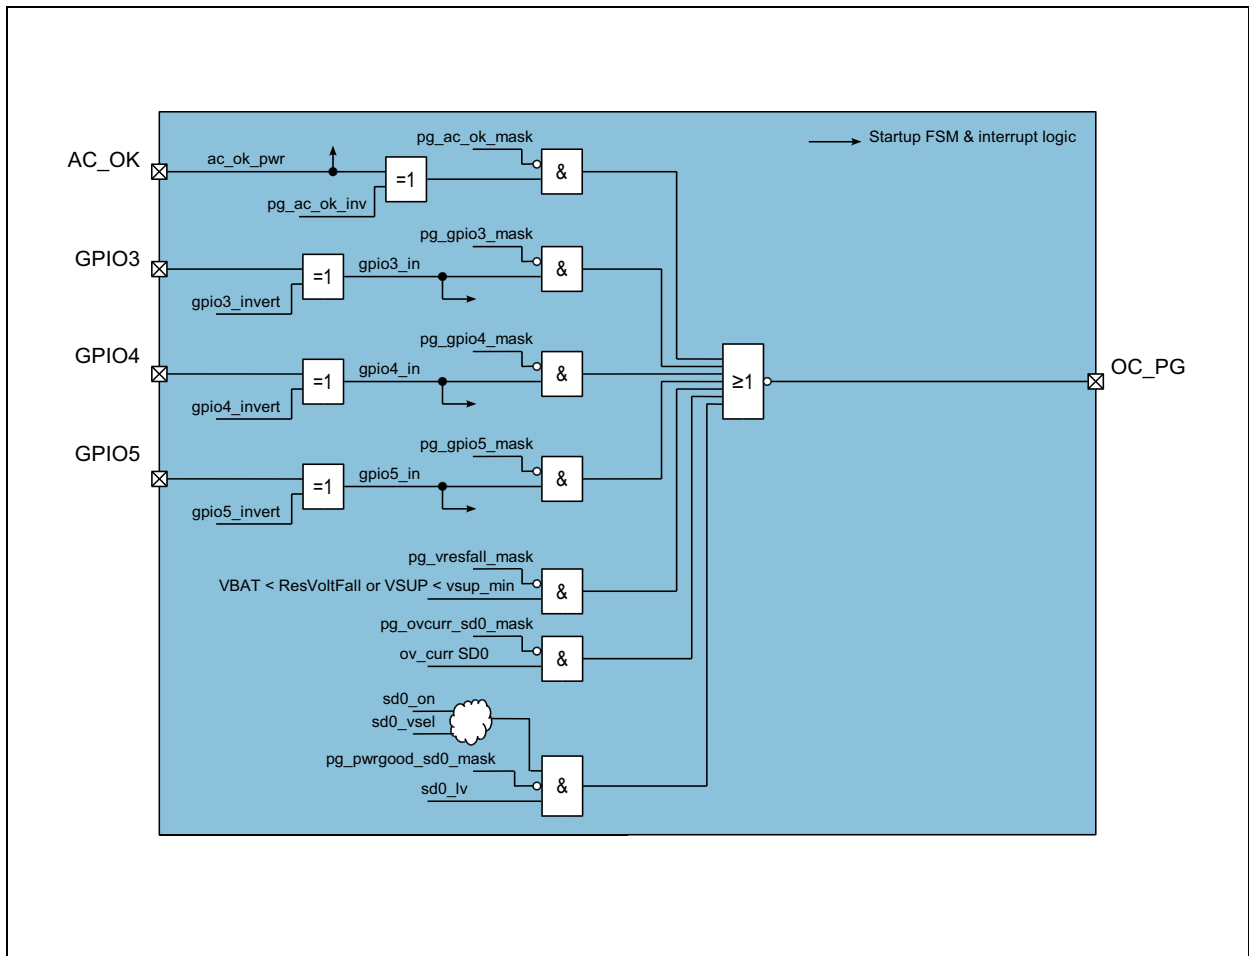 pg_ac_ok_mask
Startup FSM & interrupt logic
AC_OK
ac_ok_pwr
=1
&
pg_ac_ok_inv
pg_gpio3_mask
GPIO3
gpio3_in
=1
&
gpio3_invert
pg_gpio4_mask
GPIO4
gpio4_in
=1
&
gpio4_invert
≥1
OC_PG
pg_gpio5_mask
GPIO5
gpio5_in
=1
&
gpio5_invert
pg_vresfall_mask
VBAT < ResVoltFall or VSUP < vsup_min
&
pg_ovcurr_sd0_mask
ov_curr SD0
&
sd0_on
sd0_vsel
pg_pwrgood_sd0_mask
sd0_lv
&